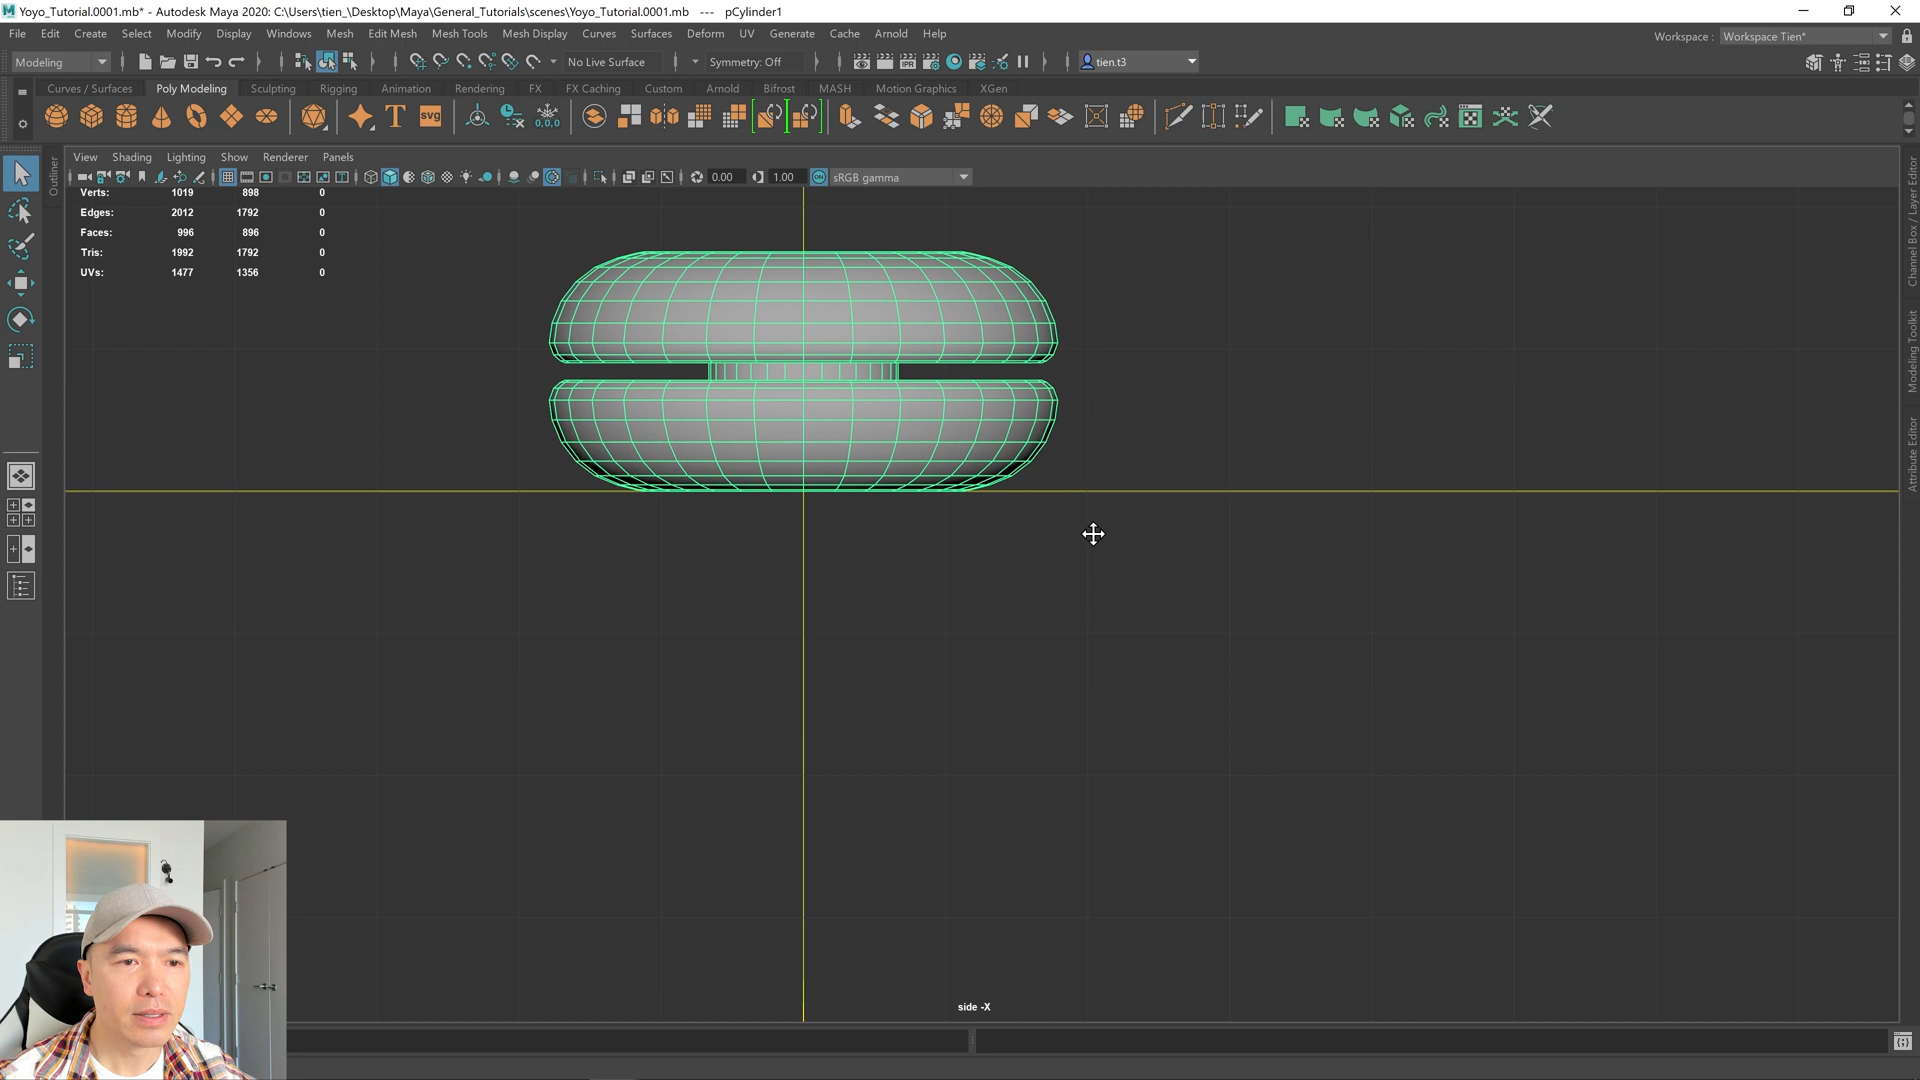 Yoyo_Tutorial.0001.mb* - Autodesk Maya 2020: C:\Users\tien_\Desktop\Maya\General_Tutorials\scenes\Yoyo_Tutorial.0001.mb --- pCylinder1
File Edit Create Select Modify Display Windows Mesh Edit Mesh Mesh Tools Mesh Display Curves Surfaces Deform UV Generate Cache Arnold Help
Workspace : Workspace Tien*
Modeling No Live Surface Symmetry: Off tien.t3
Curves / Surfaces Poly Modeling Sculpting Rigging Animation Rendering FX FX Caching Custom Arnold Bifrost MASH Motion Graphics XGen
T svg 0,0,0
View Shading Lighting Show Renderer Panels
0.00 1.00 ON sRGB gamma
Verts: 1019 898 0
Edges: 2012 1792 0
Faces: 996 896 0
Tris: 1992 1792 0
UVs: 1477 1356 0
Outliner
Channel Box / Layer Editor
Modeling Toolkit
Attribute Editor
side -X